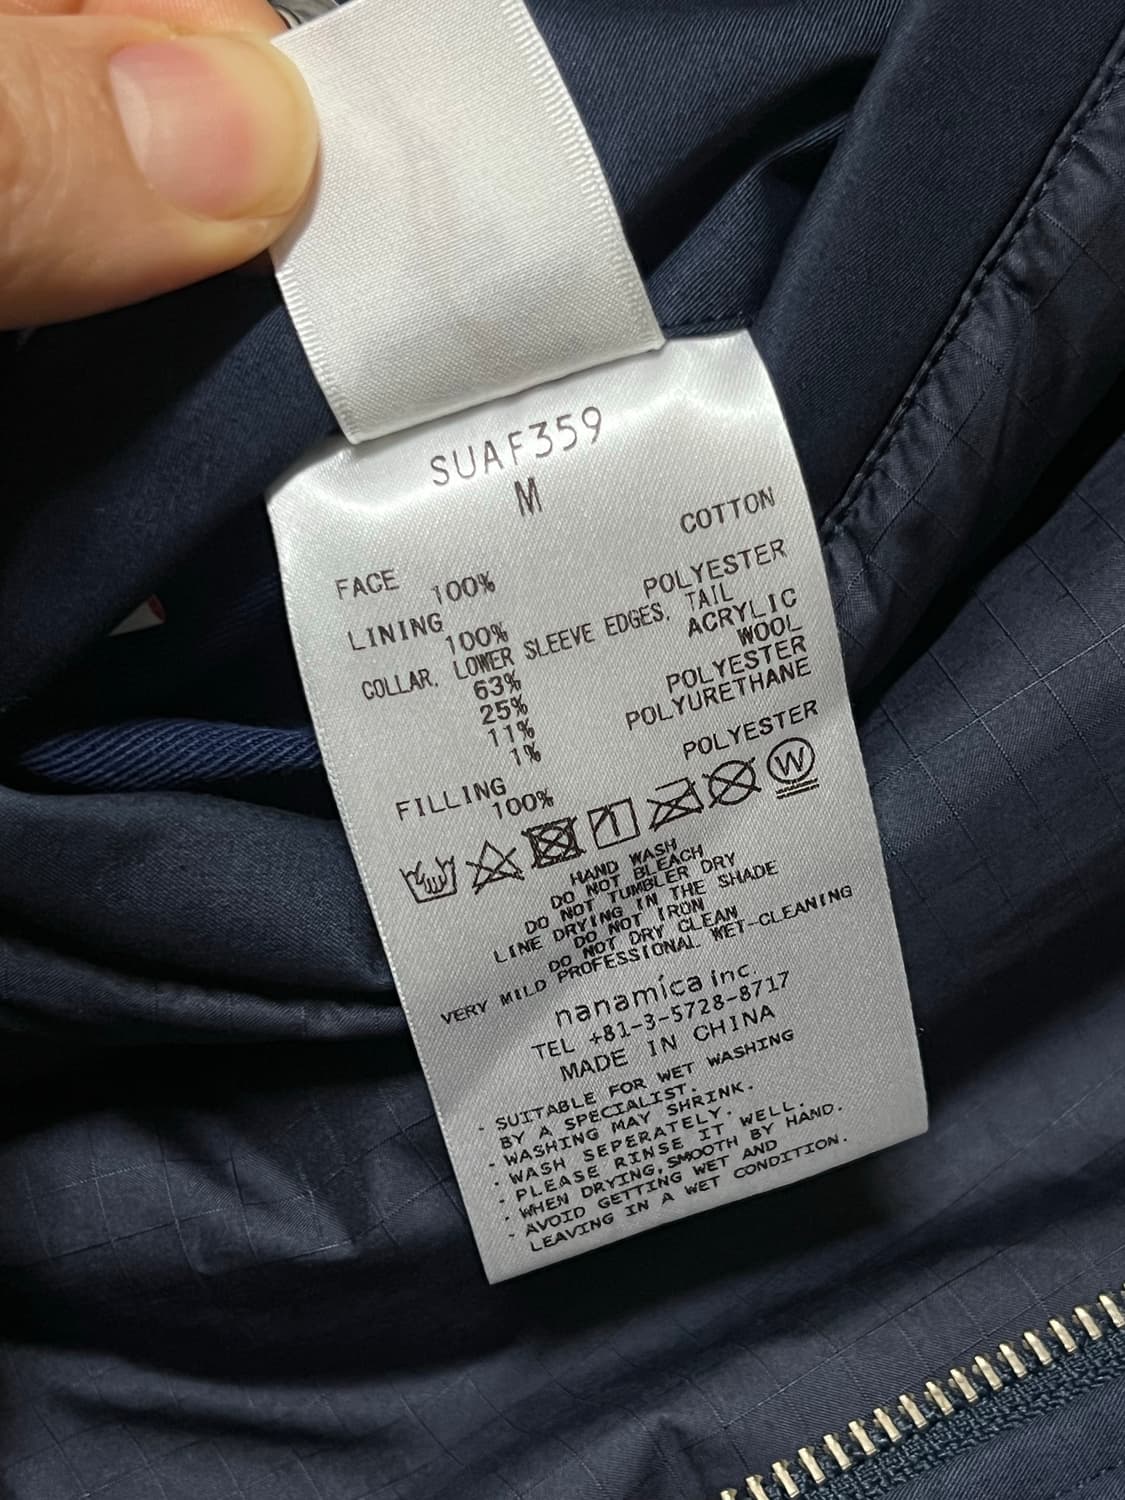 SUAF359
M
FACE
100% COTTON
LINING
100% POLYESTER
COLLAR, LOWER SLEEVE EDGES, TAIL
63% ACRYLIC
25% WOOL
11% POLYESTER
1% POLYURETHANE
FILLING
100% POLYESTER
1 W
HAND WASH
DO NOT BLEACH
DO NOT TUMBLER DRY
LINE DRYING IN THE SHADE
DO NOT IRON
DO NOT DRY CLEAN
VERY MILD PROFESSIONAL WET-CLEANING
nanamica inc.
TEL +81-3-5728-8717
MADE IN CHINA
- SUITABLE FOR WET WASHING
BY A SPECIALIST.
- WASHING MAY SHRINK.
- WASH SEPERATELY.
- PLEASE RINSE IT WELL.
- WHEN DRYING, SMOOTH BY HAND.
- AVOID GETTING WET AND
LEAVING IN A WET CONDITION.